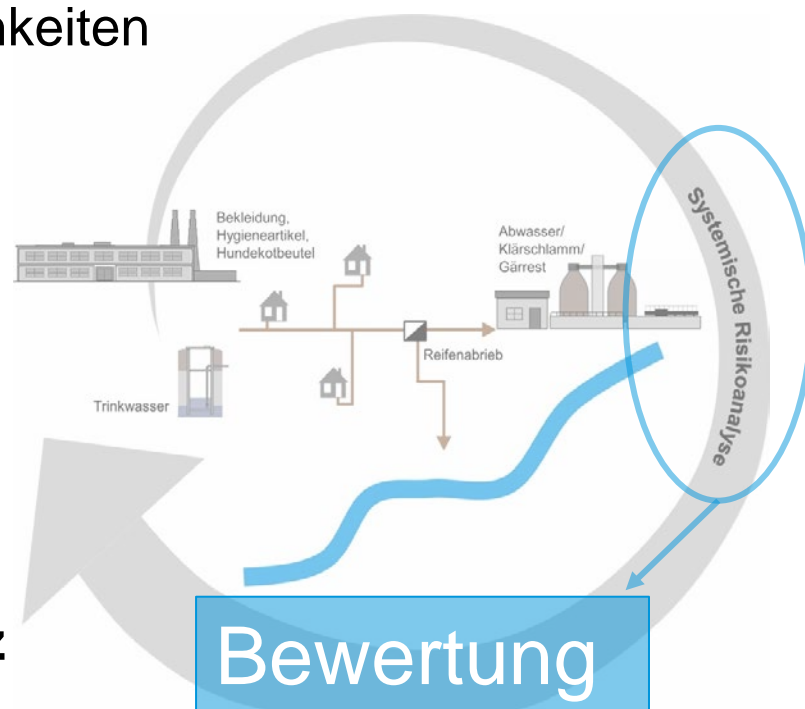 keiten
Bekleidung,
Hygieneartikel,
Hundekotbeutel
Abwasser/
Klärschlamm/
Gärrest
Systemische Risikoanalyse
Reifenabrieb
Trinkwasser
z
Bewertung